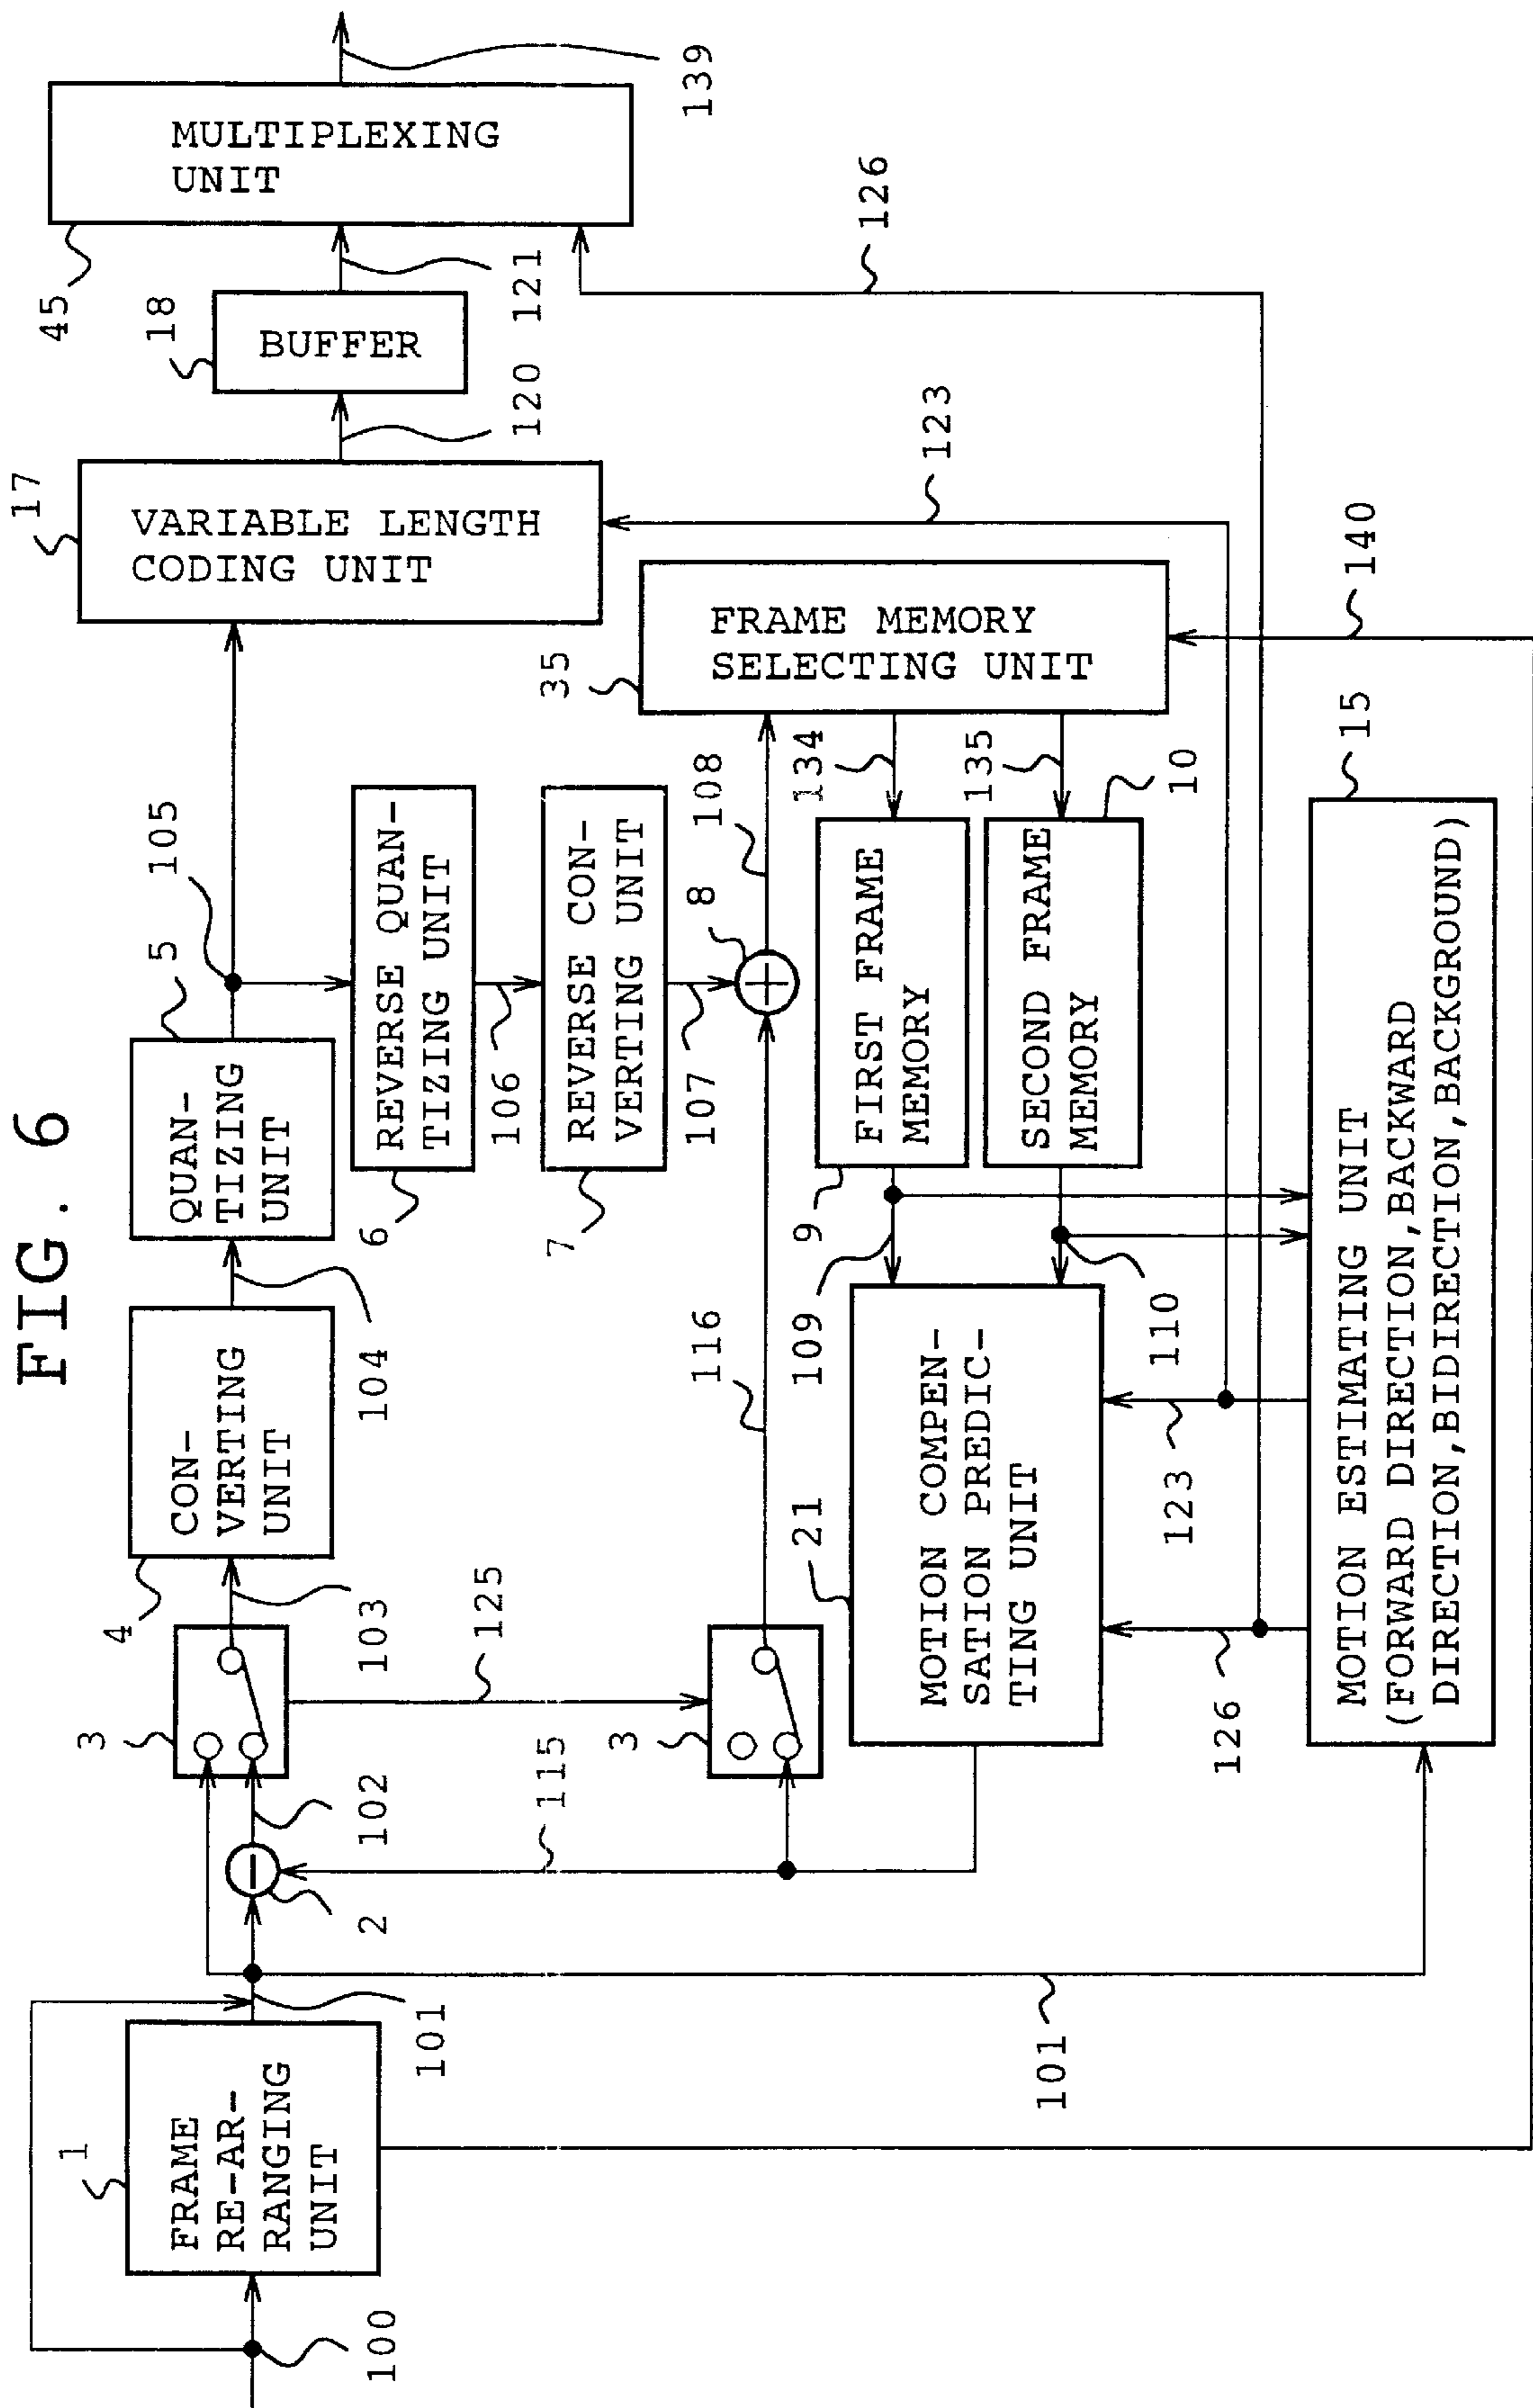 FIG. 6
1
FRAME
RE-AR-
RANGING
UNIT
100
101
2
102
3
103
4
CON-
VERTING
UNIT
104
5
QUAN-
TIZING
UNIT
105
17
VARIABLE LENGTH
CODING UNIT
120
18
BUFFER
121
45
MULTIPLEXING
UNIT
139
6
REVERSE QUAN-
TIZING UNIT
106
7
REVERSE CON-
VERTING UNIT
107
8
108
125
115
3
116
35
FRAME MEMORY
SELECTING UNIT
134
135
9
FIRST FRAME
MEMORY
10
SECOND FRAME
MEMORY
109
110
21
MOTION COMPEN-
SATION PREDIC-
TING UNIT
123
126
123
126
101
140
15
MOTION ESTIMATING UNIT
(FORWARD DIRECTION,BACKWARD
DIRECTION,BIDIRECTION,BACKGROUND)